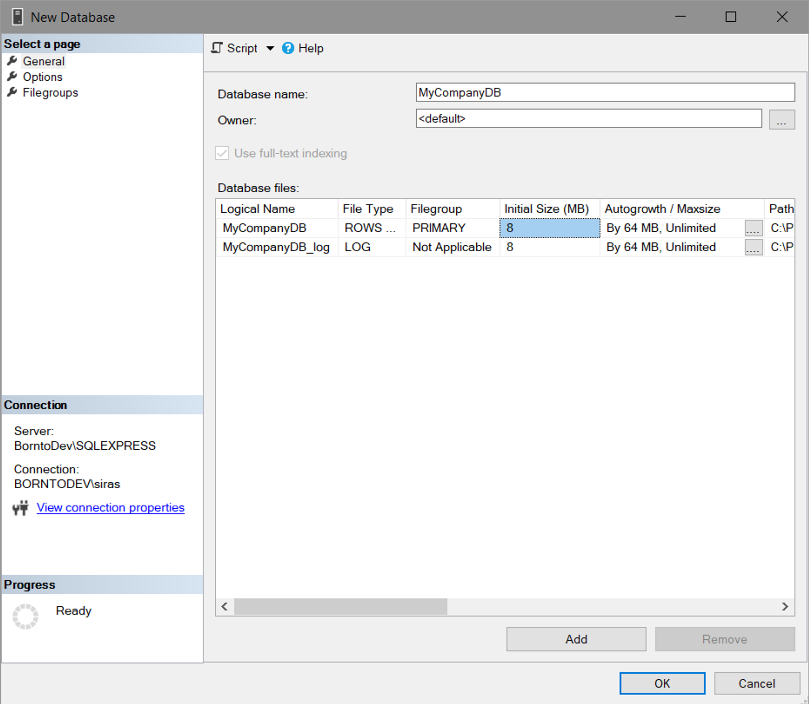 New Database
Select a page
General
Options
Filegroups
Script
Help
Database name:
MyCompanyDB
Owner:
<default>
...
Use full-text indexing
Database files:
Logical Name File Type Filegroup Initial Size (MB) Autogrowth / Maxsize Path
MyCompanyDB ROWS ... PRIMARY 8 By 64 MB, Unlimited .... C:\P
MyCompanyDB_log LOG Not Applicable 8 By 64 MB, Unlimited .... C:\P
Connection
Server:
BorntoDev\SQLEXPRESS
Connection:
BORNTODEV\siras
View connection properties
Progress
Ready
Add Remove
OK Cancel